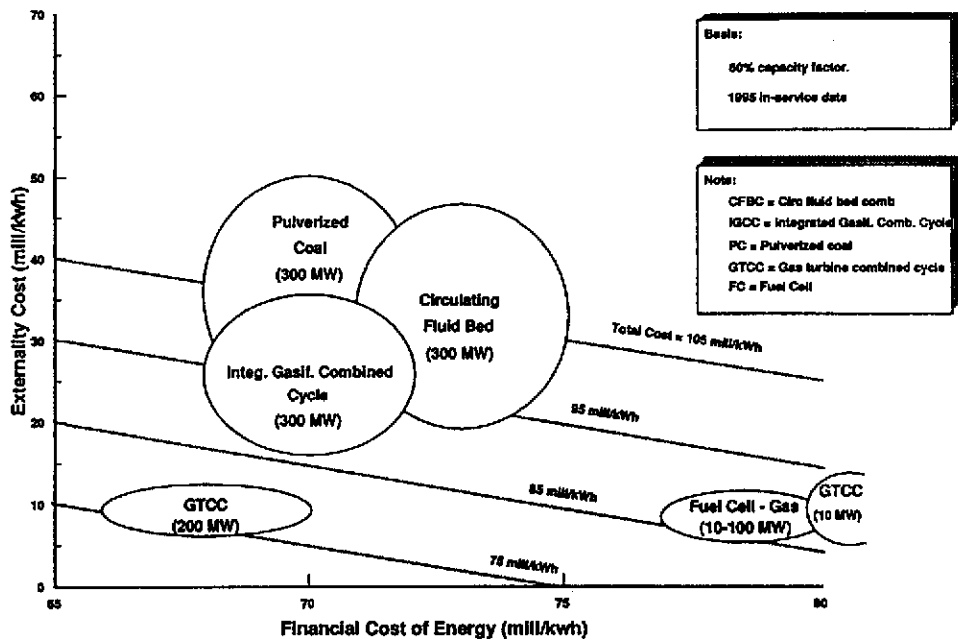 70
60
50
40
30
20
10
5
65
70
75
80
Externality Cost (mill/kwh)
Financial Cost of Energy (mill/kwh)
Basis:
capacity factor.
1995 in-service date
Note:
CFBC = Circ fluid bed comb
IGCC = Integrated Gasif. Comb. Cycle
PC = Pulverized coal
GTCC = Gas turbine combined cycle
FC = Fuel Cell
Pulverized
Coal
(300 MW)
Circulating
Fluid Bed
(300 MW)
Integ. Gasif. Combined
Cycle
(300 MW)
Total Cost = 105 mill/kWh
95 mill/kWh
85 mill/kWh
75 mill/kWh
GTCC
(200 MW)
Fuel Cell - Gas
(10-100 MW)
GTCC
(10 MW)